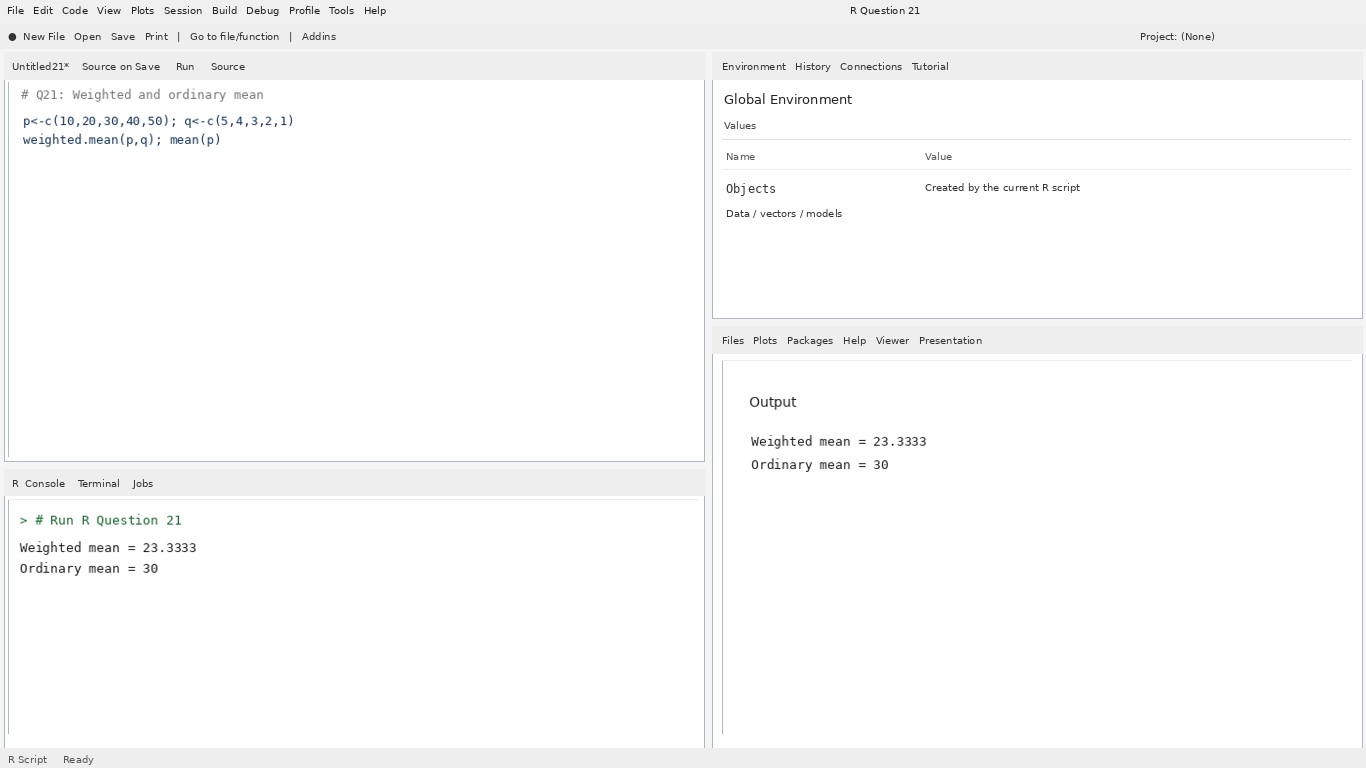 File Edit Code View Plots Session Build Debug Profile Tools Help
R Question 21
● New File Open Save Print | Go to file/function | Addins
Project: (None)
Untitled21* Source on Save Run Source
# Q21: Weighted and ordinary mean
p<-c(10,20,30,40,50); q<-c(5,4,3,2,1)
weighted.mean(p,q); mean(p)
R Console Terminal Jobs
> # Run R Question 21
Weighted mean = 23.3333
Ordinary mean = 30
Environment History Connections Tutorial
Global Environment
Values
Name Value
Objects Created by the current R script
Data / vectors / models
Files Plots Packages Help Viewer Presentation
Output
Weighted mean = 23.3333
Ordinary mean = 30
R Script Ready